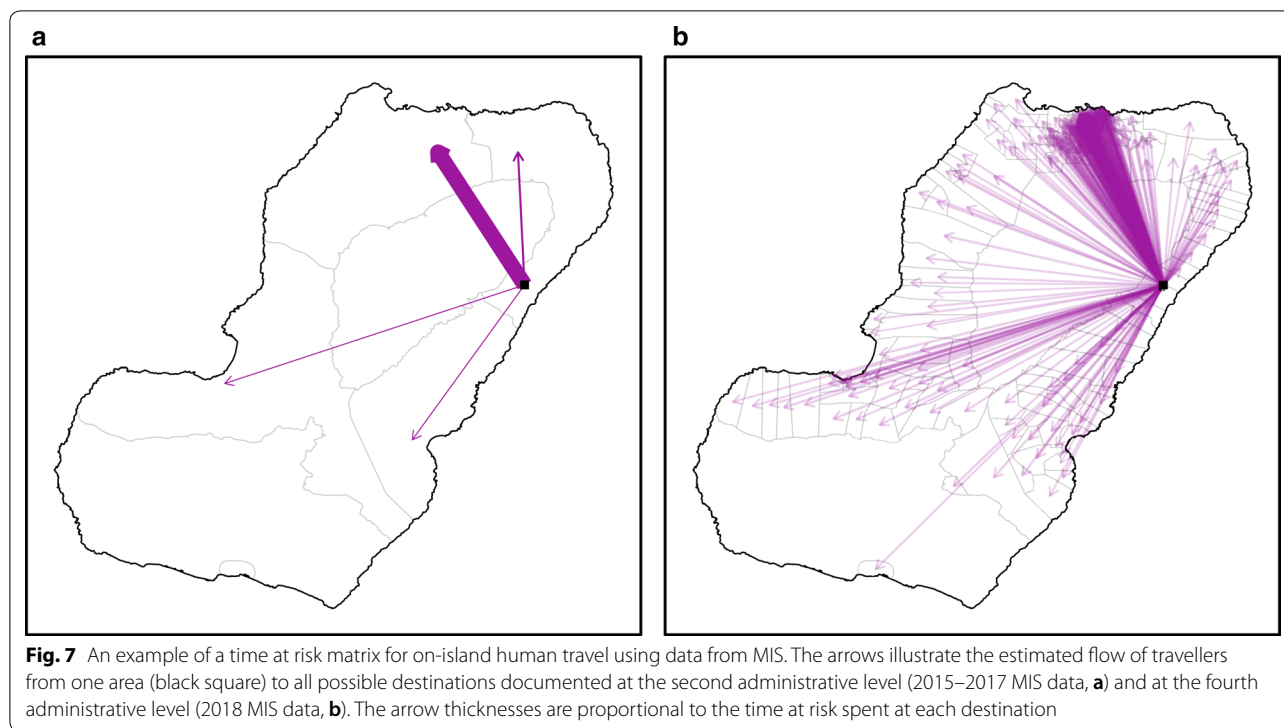 a
b
Fig. 7 An example of a time at risk matrix for on-island human travel using data from MIS. The arrows illustrate the estimated flow of travellers
from one area (black square) to all possible destinations documented at the second administrative level (2015–2017 MIS data, a) and at the fourth
administrative level (2018 MIS data, b). The arrow thicknesses are proportional to the time at risk spent at each destination